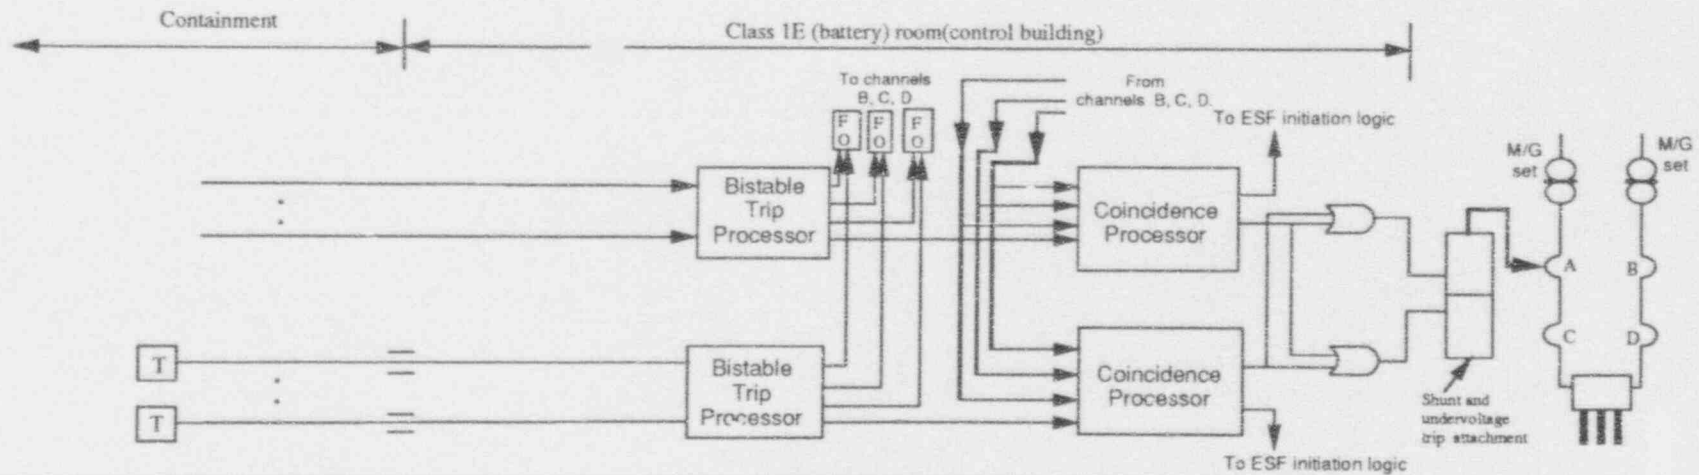 Containment
Class 1E (battery) room(control building)
To channels
B, C, D
From
channels B, C, D.
To ESF initiation logic
F
O
F
O
F
O
M/G
set
M/G
set
Bistable
Trip
Processor
Coincidence
Processor
A
B
T
Bistable
Trip
Processor
Coincidence
Processor
C
D
T
Shunt and
undervoltage
trip attachment
To ESF initiation logic